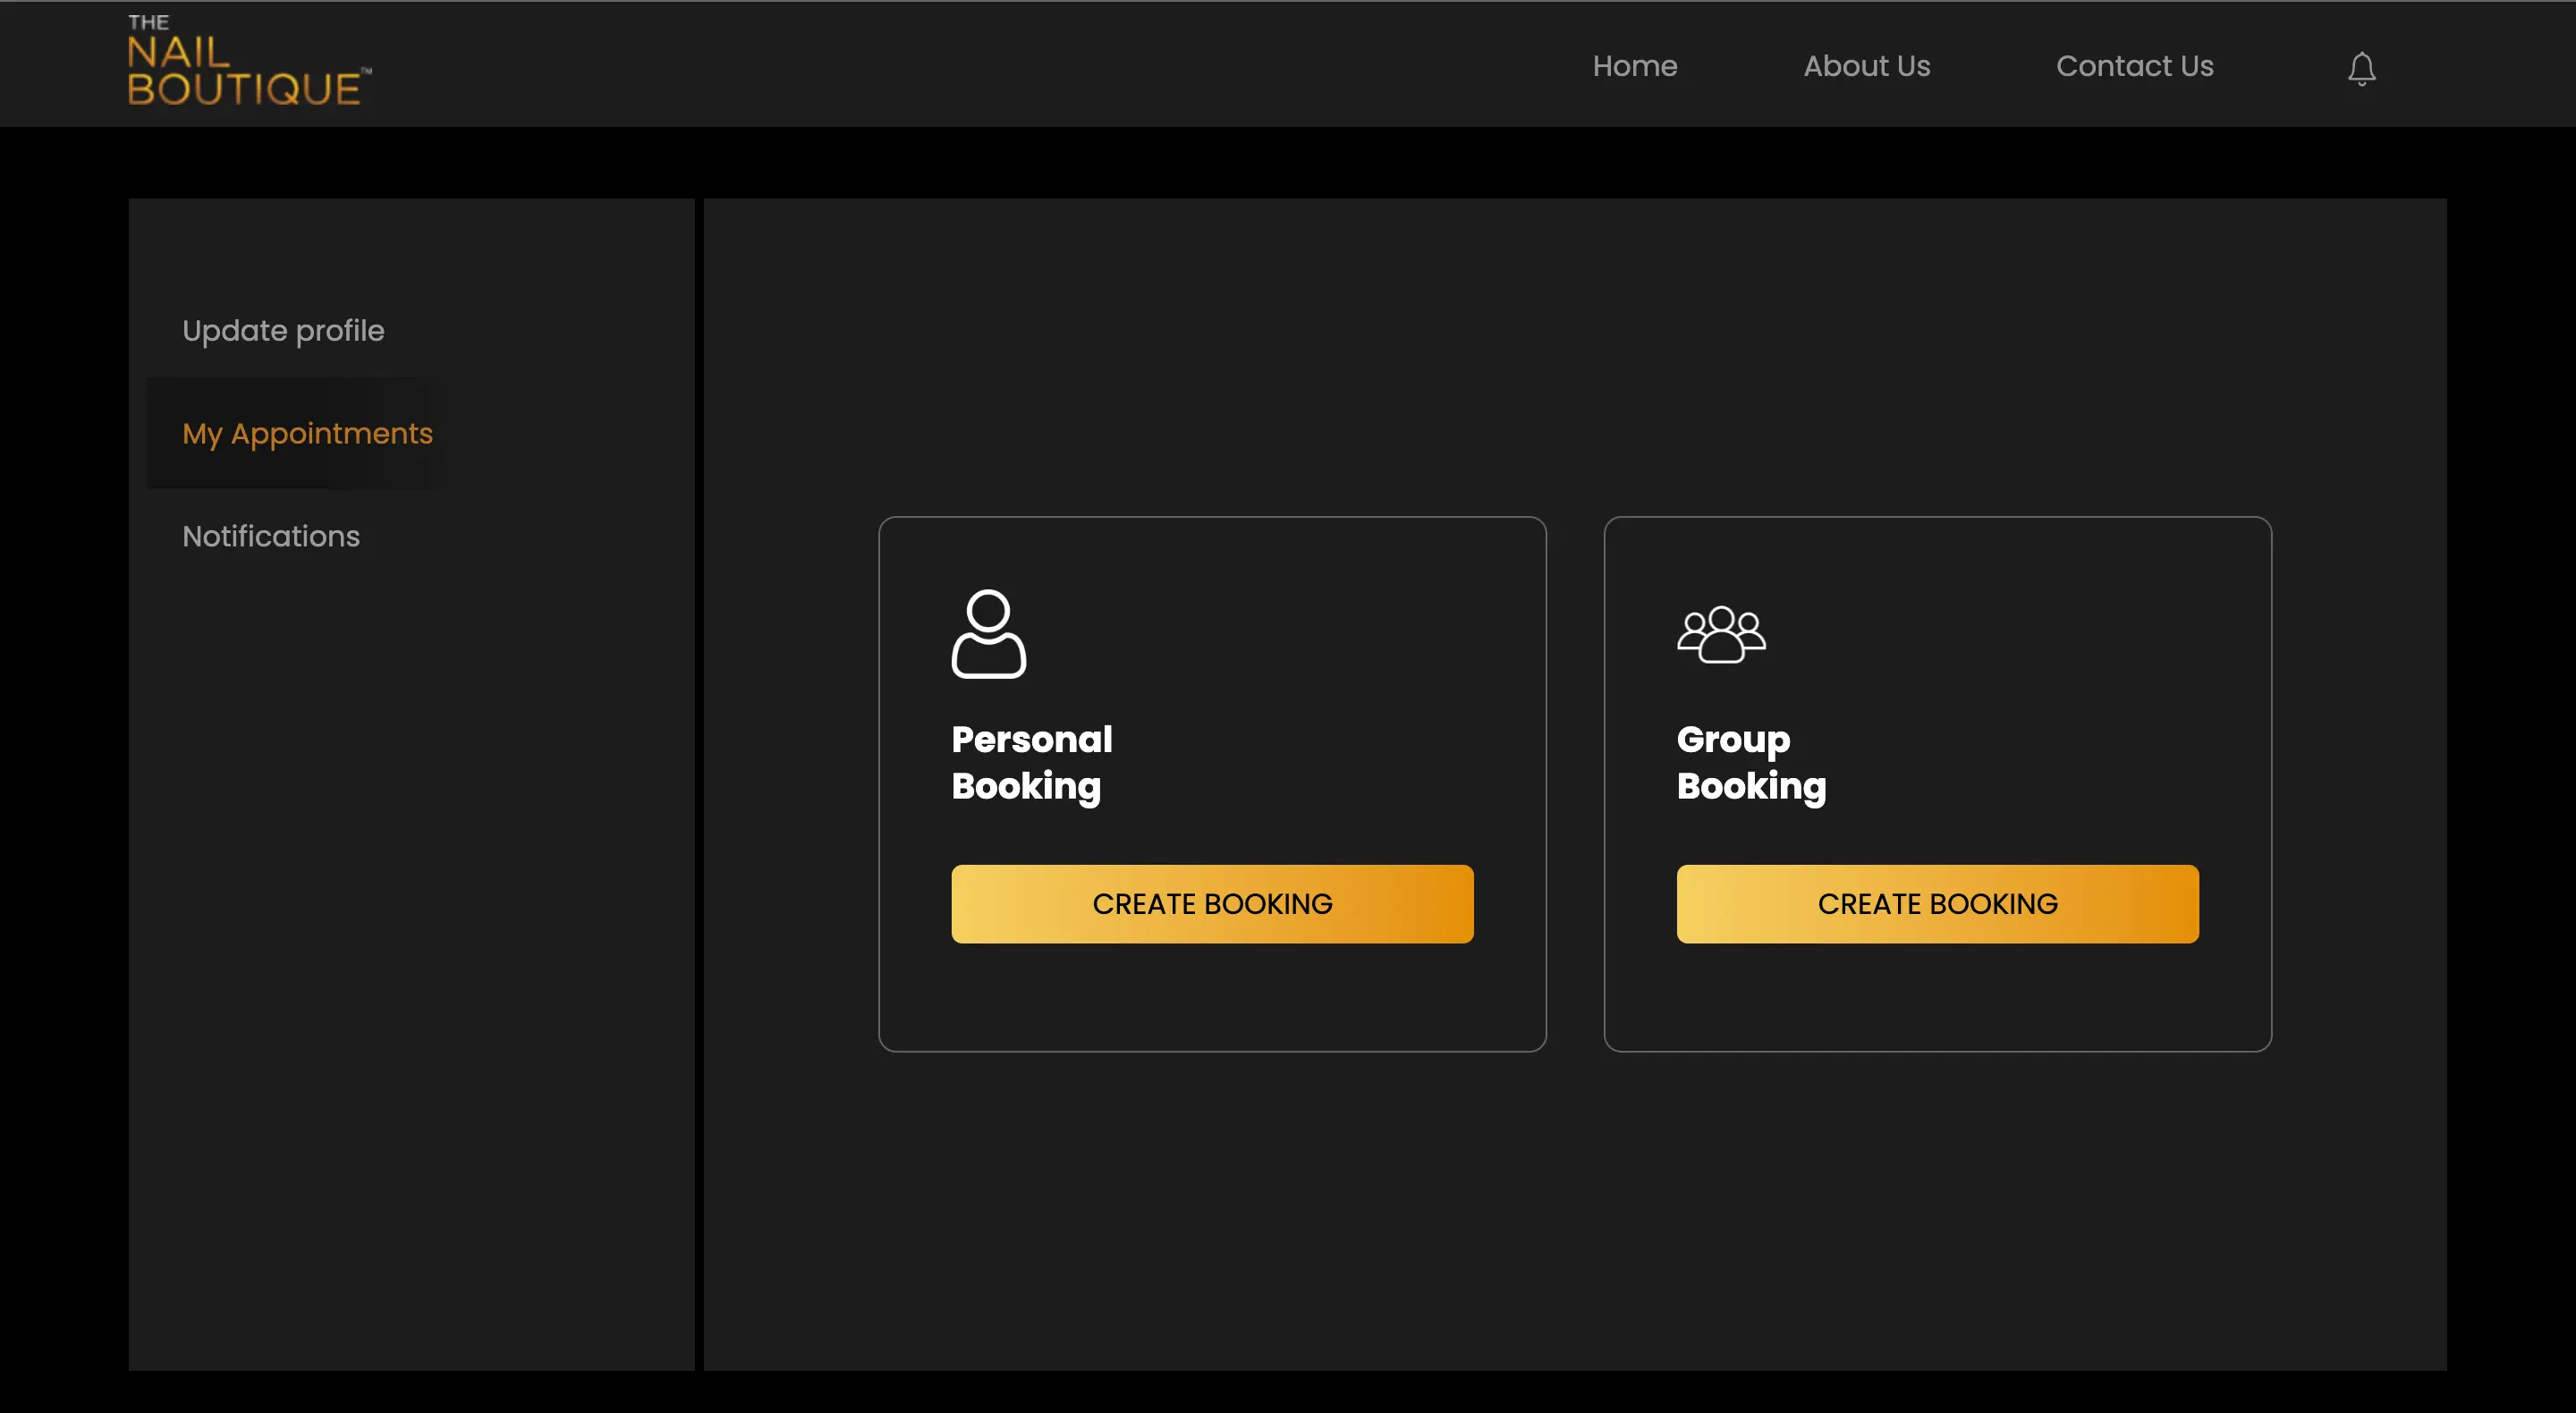 THE
NAIL
BOUTIQUE™
Home
About Us
Contact Us
Update profile
My Appointments
Notifications
Personal
Booking
CREATE BOOKING
Group
Booking
CREATE BOOKING